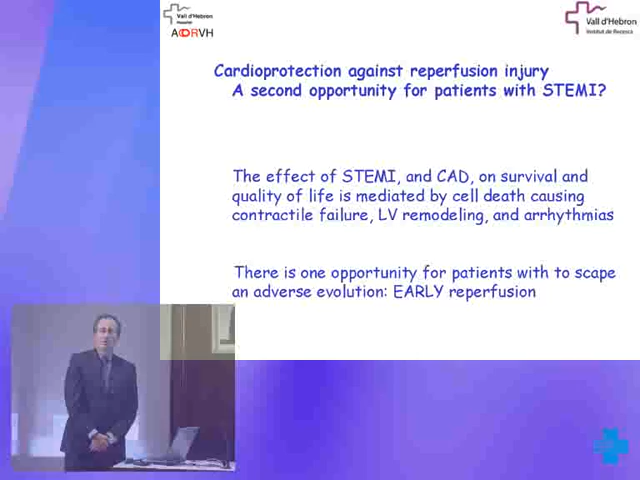 Vall d'Hebron
Hospital
ACORVH
Vall d'Hebron
Institut de Recerca
Cardioprotection against reperfusion injury
A second opportunity for patients with STEMI?
The effect of STEMI, and CAD, on survival and
quality of life is mediated by cell death causing
contractile failure, LV remodeling, and arrhythmias
There is one opportunity for patients with to scape
an adverse evolution: EARLY reperfusion